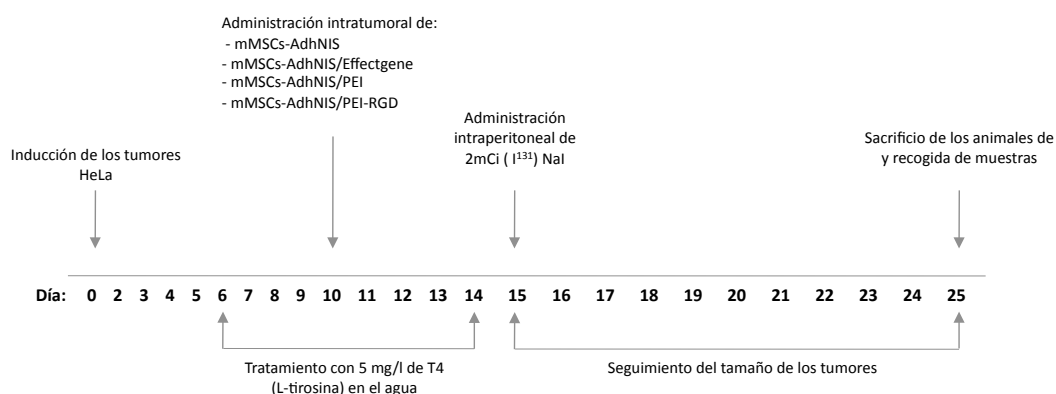 Administración intratumoral de:
- mMSCs-AdhNIS
- mMSCs-AdhNIS/Effectgene
- mMSCs-AdhNIS/PEI
- mMSCs-AdhNIS/PEI-RGD
Administración
intraperitoneal de
2mCi ( I¹³¹) NaI
Inducción de los tumores
HeLa
Sacrificio de los animales de
y recogida de muestras
Día: 0 2 3 4 5 6 7 8 9 10 11 12 13 14 15 16 17 18 19 20 21 22 23 24 25
Tratamiento con 5 mg/l de T4
(L-tirosina) en el agua
Seguimiento del tamaño de los tumores